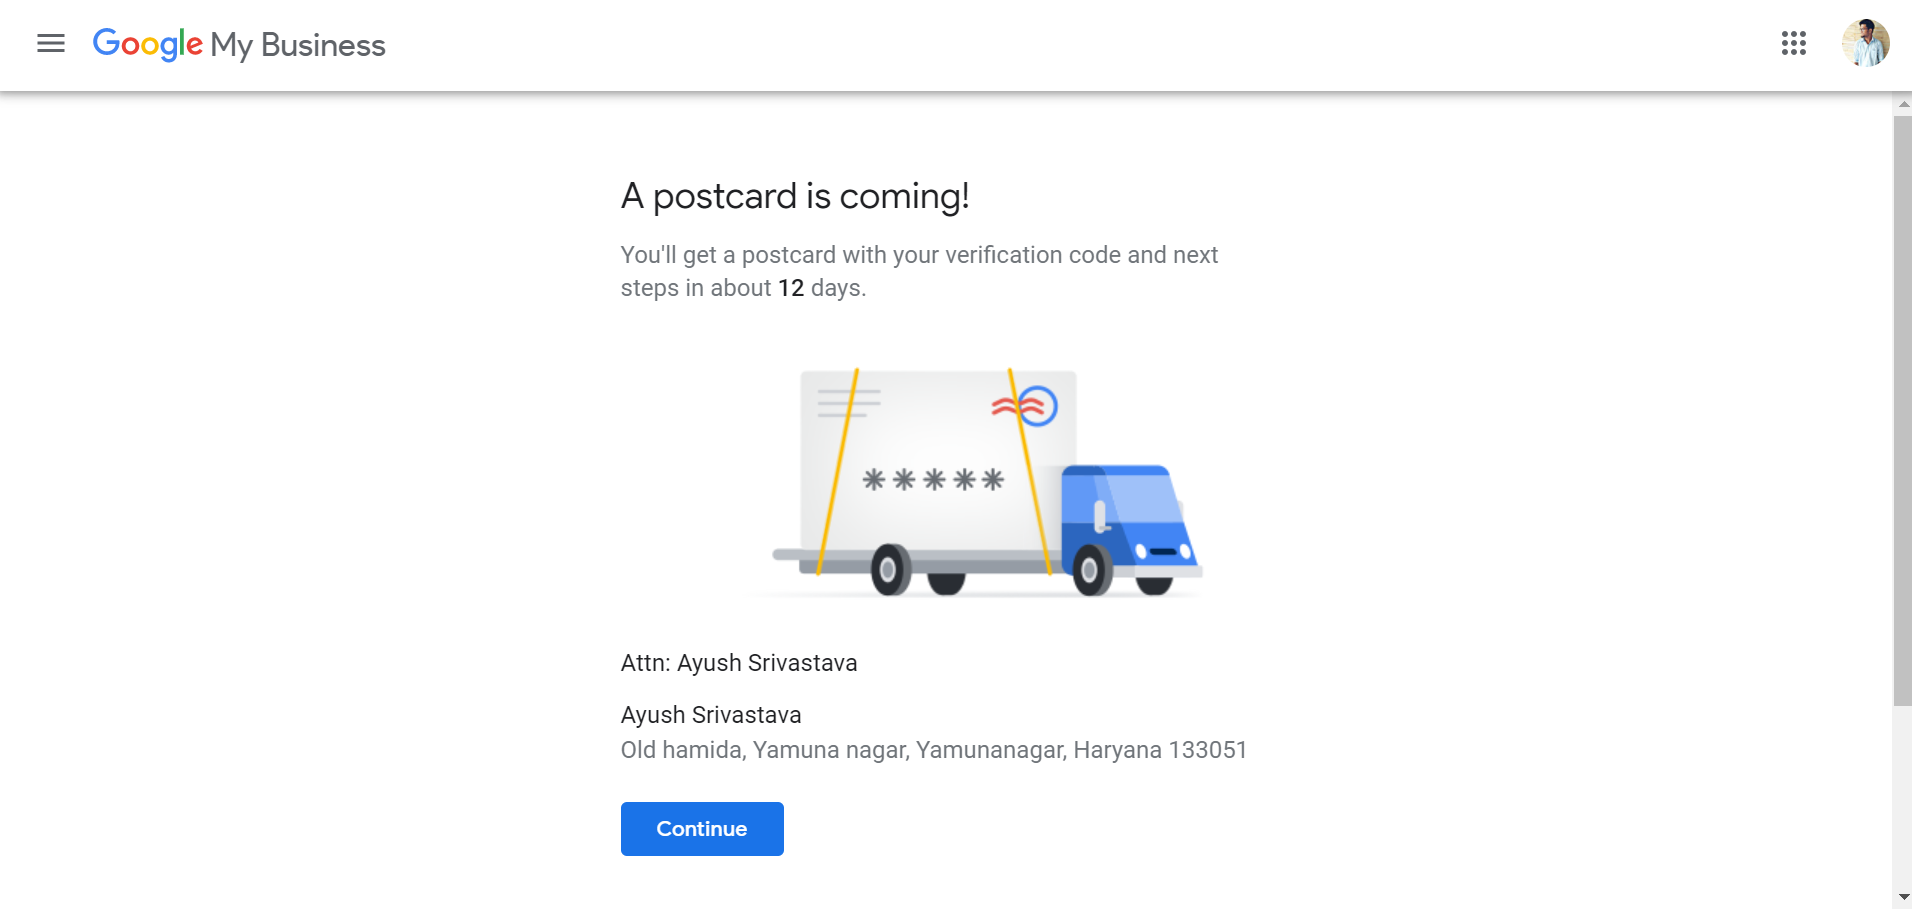 Google My Business
A postcard is coming!
You'll get a postcard with your verification code and next
steps in about 12 days.
*****
Attn: Ayush Srivastava
Ayush Srivastava
Old hamida, Yamuna nagar, Yamunanagar, Haryana 133051
Continue